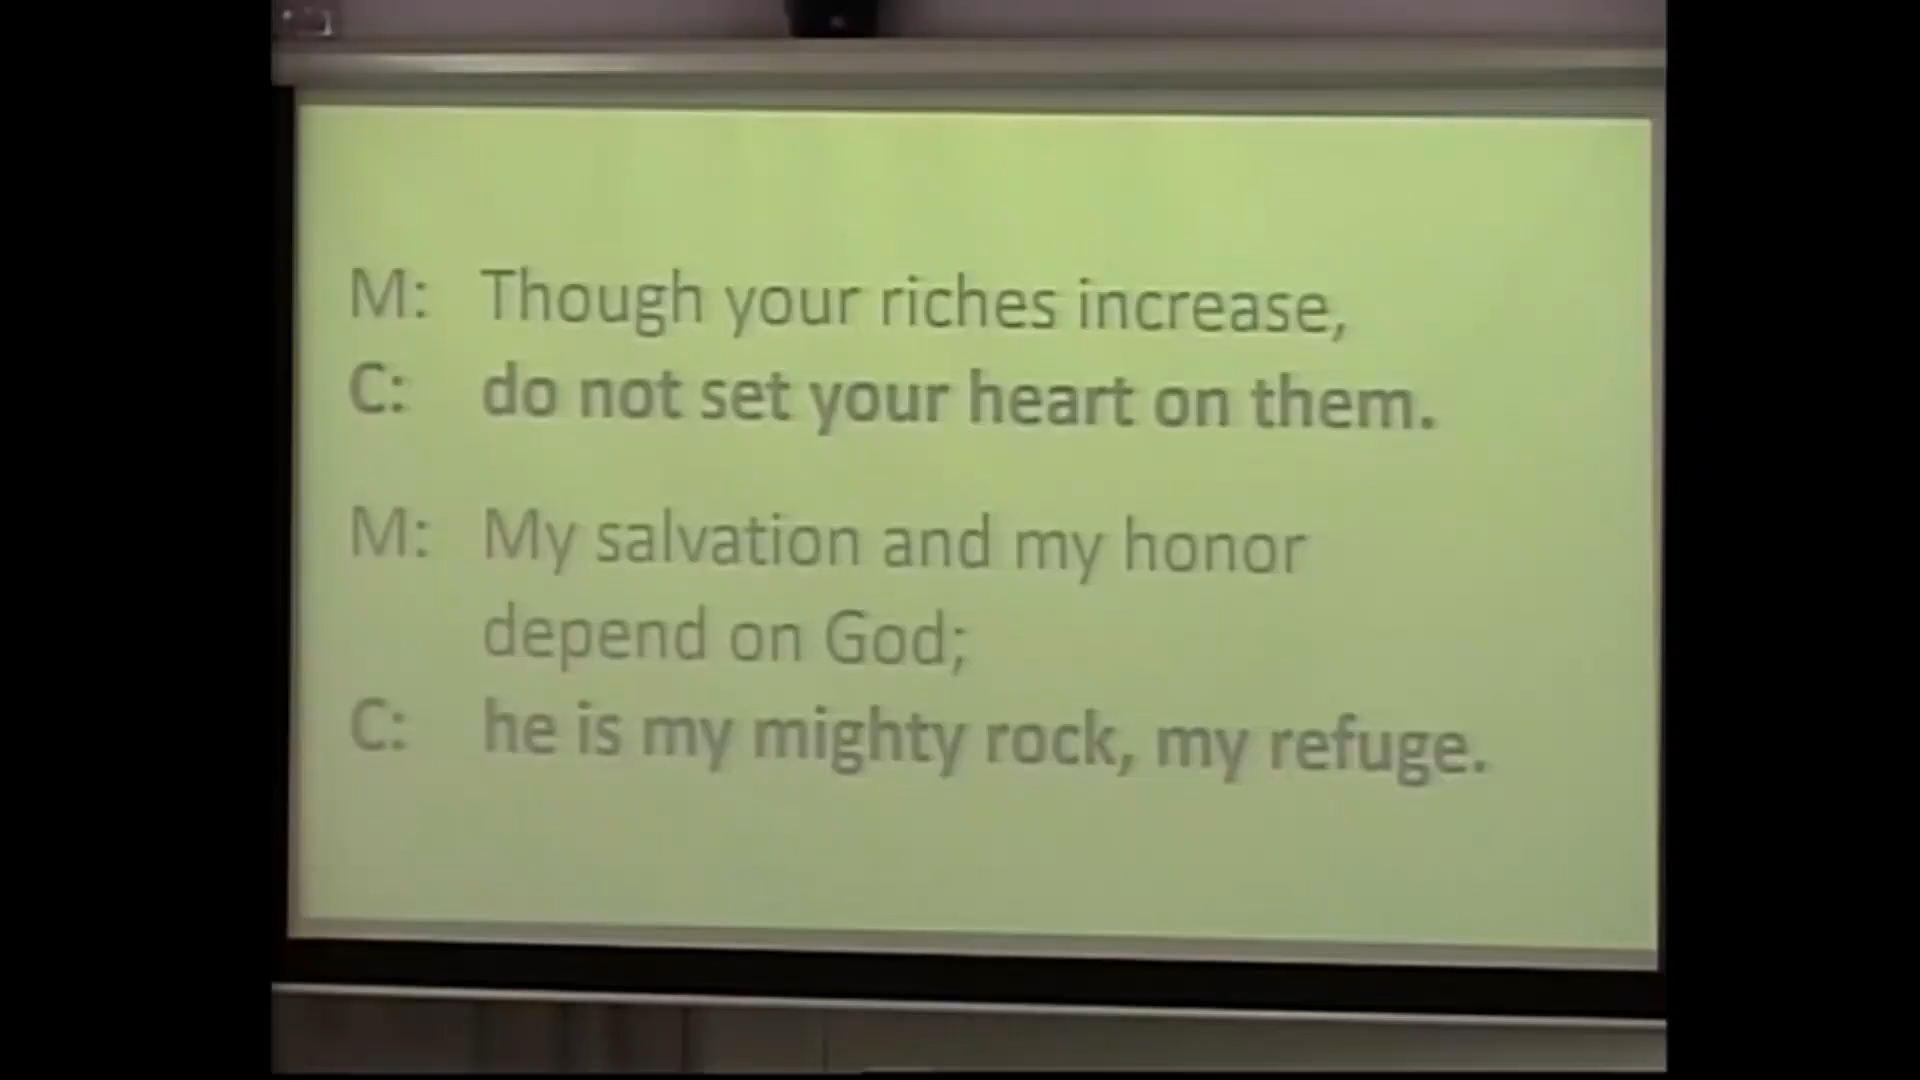 M: Though your riches increase,
C: do not set your heart on them.
M: My salvation and my honor
depend on God;
C: he is my mighty rock, my refuge.